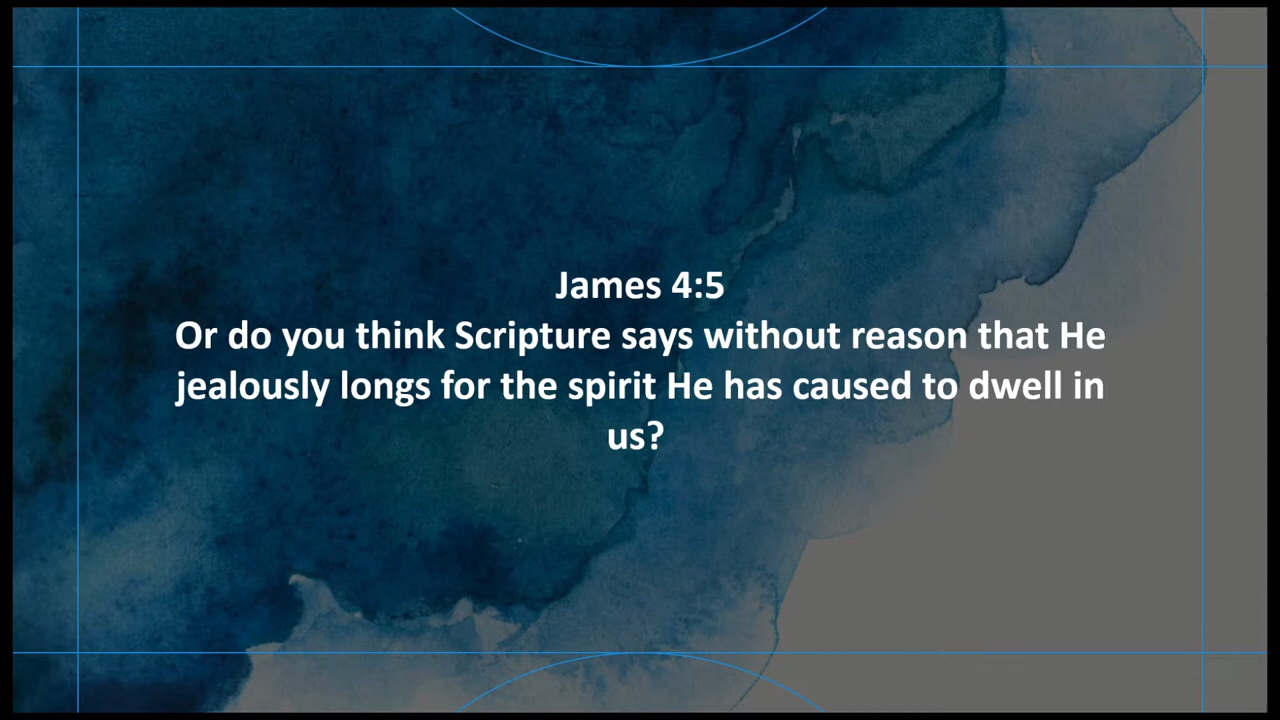 James 4:5
Or do you think Scripture says without reason that He
jealously longs for the spirit He has caused to dwell in
us?